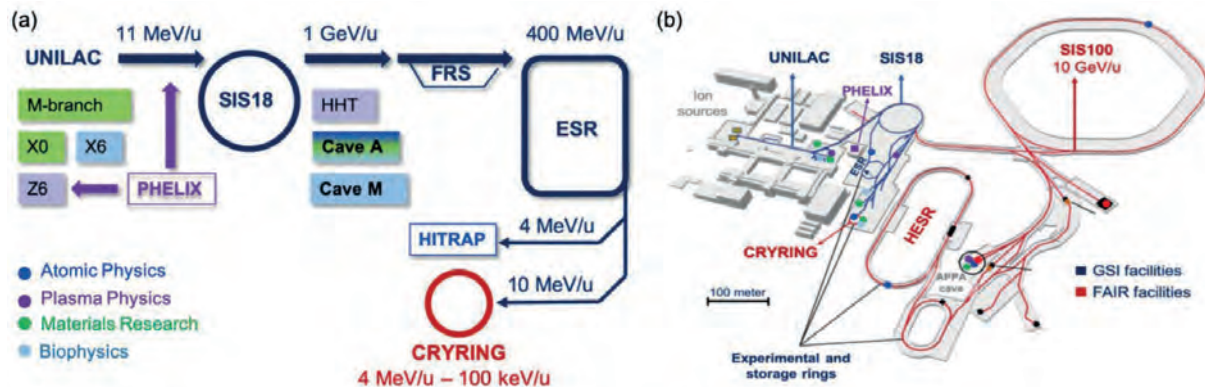 (a)
11 MeV/u
1 GeV/u
400 MeV/u
UNILAC
SIS18
FRS
ESR
M-branch
X0
X6
Z6
PHELIX
HHT
Cave A
Cave M
HITRAP
4 MeV/u
10 MeV/u
CRYRING
4 MeV/u – 100 keV/u
Atomic Physics
Plasma Physics
Materials Research
Biophysics
(b)
UNILAC
SIS18
SIS100
10 GeV/u
PHELIX
Ion
sources
ESR
HESR
CRYRING
APPA
cave
100 meter
GSI facilities
FAIR facilities
Experimental and
storage rings